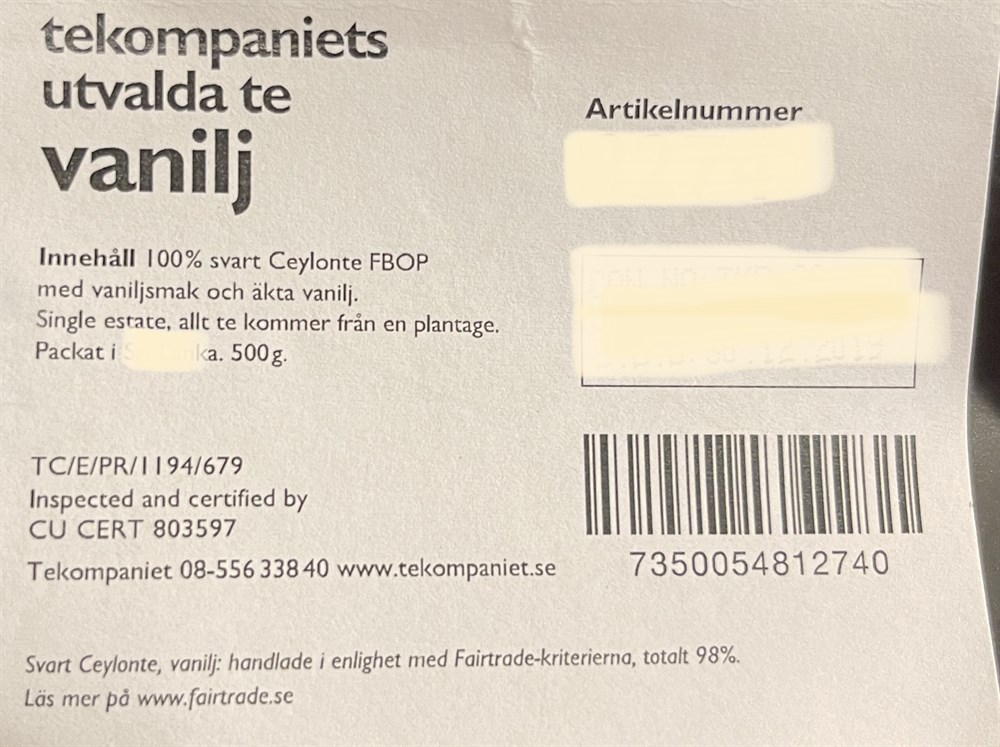 tekompaniets
utvalda te
vanilj
Innehåll 100% svart Ceylonte FBOP
med vaniljsmak och äkta vanilj.
Single estate, allt te kommer från en plantage.
Packat i ka. 500g.
TC/E/PR/1194/679
Inspected and certified by
CU CERT 803597
Tekompaniet 08-556 338 40 www.tekompaniet.se
Artikelnummer
7350054812740
Svart Ceylonte, vanilj: handlade i enlighet med Fairtrade-kriterierna, totalt 98%.
Läs mer på www.fairtrade.se